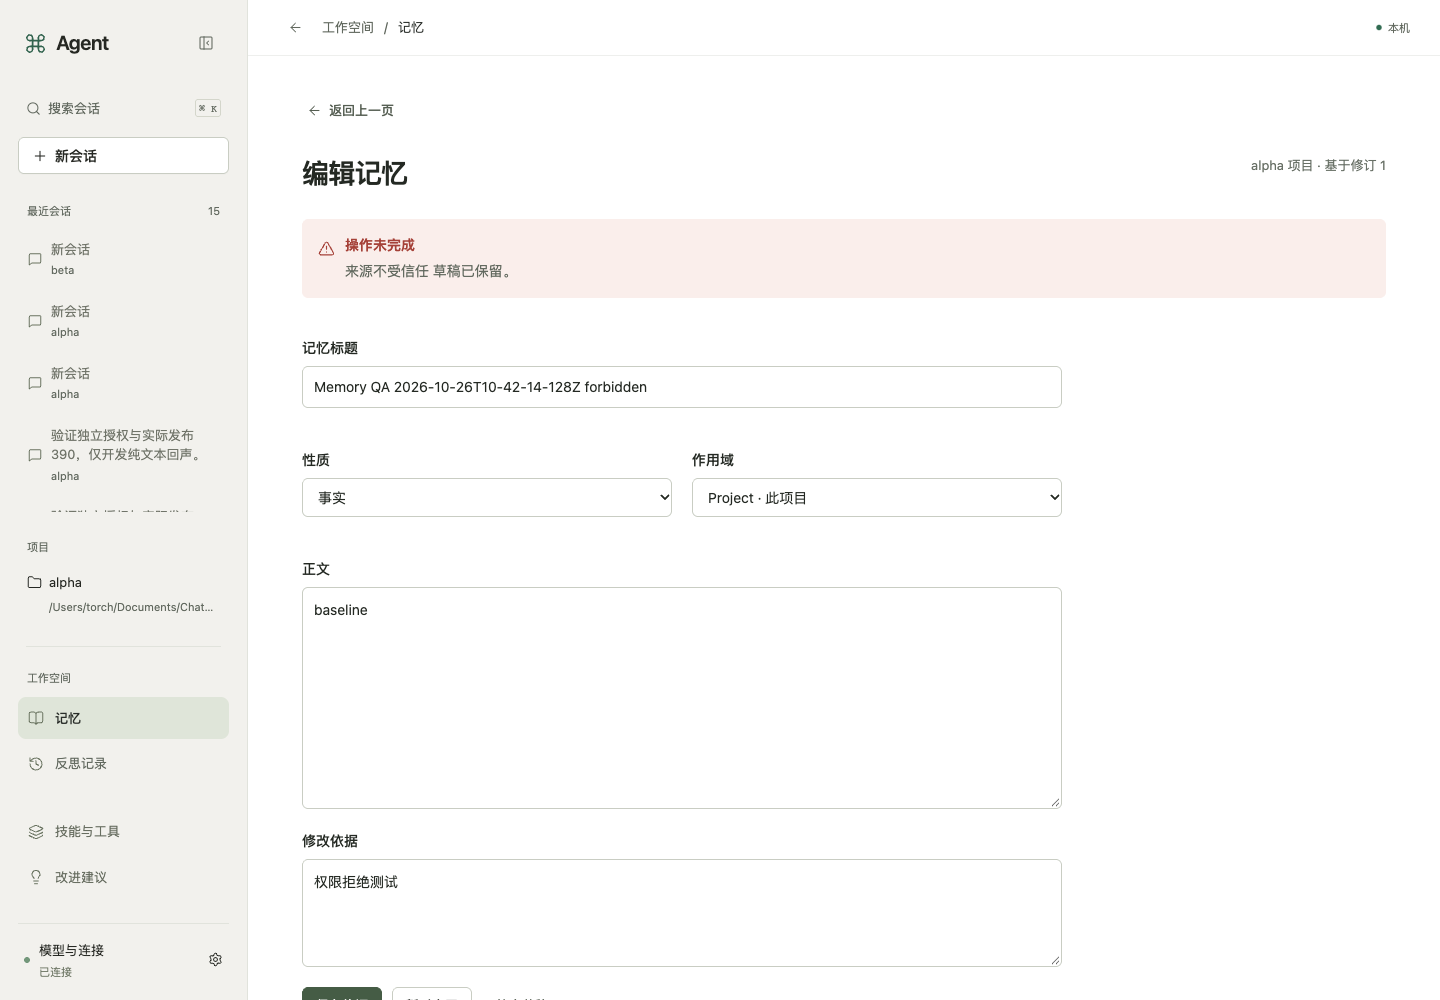 Agent
搜索会话
⌘ K
新会话
最近会话 15
新会话
beta
新会话
alpha
新会话
alpha
验证独立授权与实际发布
390，仅开发纯文本回声。
alpha
项目
alpha
/Users/torch/Documents/Chat...
工作空间
记忆
反思记录
技能与工具
改进建议
模型与连接
已连接
工作空间 / 记忆
本机
返回上一页
编辑记忆
alpha 项目 · 基于修订 1
操作未完成
来源不受信任 草稿已保留。
记忆标题
Memory QA 2026-10-26T10-42-14-128Z forbidden
性质
作用域
事实
Project · 此项目
正文
baseline
修改依据
权限拒绝测试